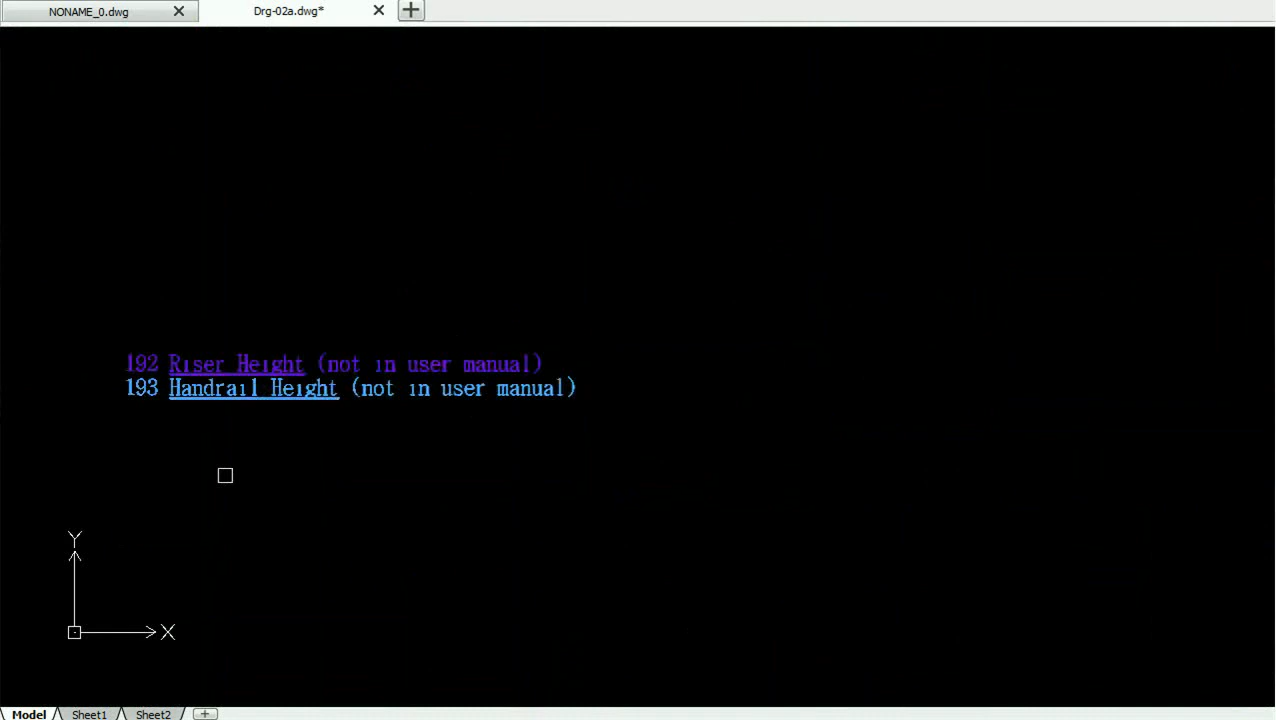 NONAME_0.dwg
Drg-02a.dwg*
192 Riser Height (not in user manual)
193 Handrail Height (not in user manual)
Y
X
Model Sheet1 Sheet2